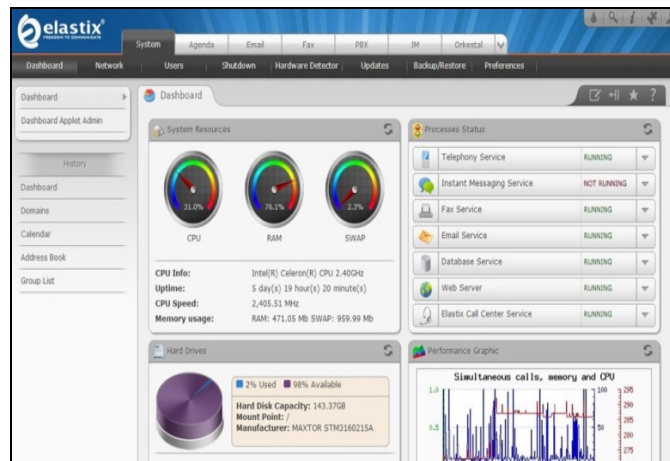 elastix
FREEDOM TO COMMUNICATE
System Agenda Email Fax PBX IM Orkestal
Dashboard Network Users Shutdown Hardware Detector Updates Backup/Restore Preferences
Dashboard
Dashboard Applet Admin
History
Dashboard
Domains
Calendar
Address Book
Group List
Dashboard
System Resources
31.0% 76.1% 2.3%
CPU RAM SWAP
CPU Info: Intel(R) Celeron(R) CPU 2.40GHz
Uptime: 5 day(s) 19 hour(s) 20 minute(s)
CPU Speed: 2,405.51 MHz
Memory usage: RAM: 471.05 Mb SWAP: 959.99 Mb
Processes Status
Telephony Service RUNNING
Instant Messaging Service NOT RUNNING
Fax Service RUNNING
Email Service RUNNING
Database Service RUNNING
Web Server RUNNING
Elastix Call Center Service RUNNING
Hard Drives
2% Used 98% Available
Hard Disk Capacity: 143.37GB
Mount Point: /
Manufacturer: MAXTOR STM3160215A
Performance Graphic
Simultaneous calls, memory and CPU
1.0 100 295
290
0.5 50 285
280
275